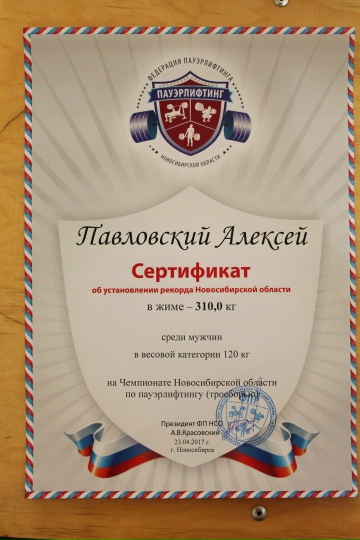 ФЕДЕРАЦИЯ ПАУЭРЛИФТИНГА
ПАУЭРЛИФТИНГ
НОВОСИБИРСКОЙ ОБЛАСТИ
Павловский Алексей
Сертификат
об установлении рекорда Новосибирской области
в жиме – 310,0 кг
среди мужчин
в весовой категории 120 кг
на Чемпионате Новосибирской области
по пауэрлифтингу (троеборью)
Президент ФП НСО
А.В.Красовский
23.04.2017 г.
г. Новосибирск